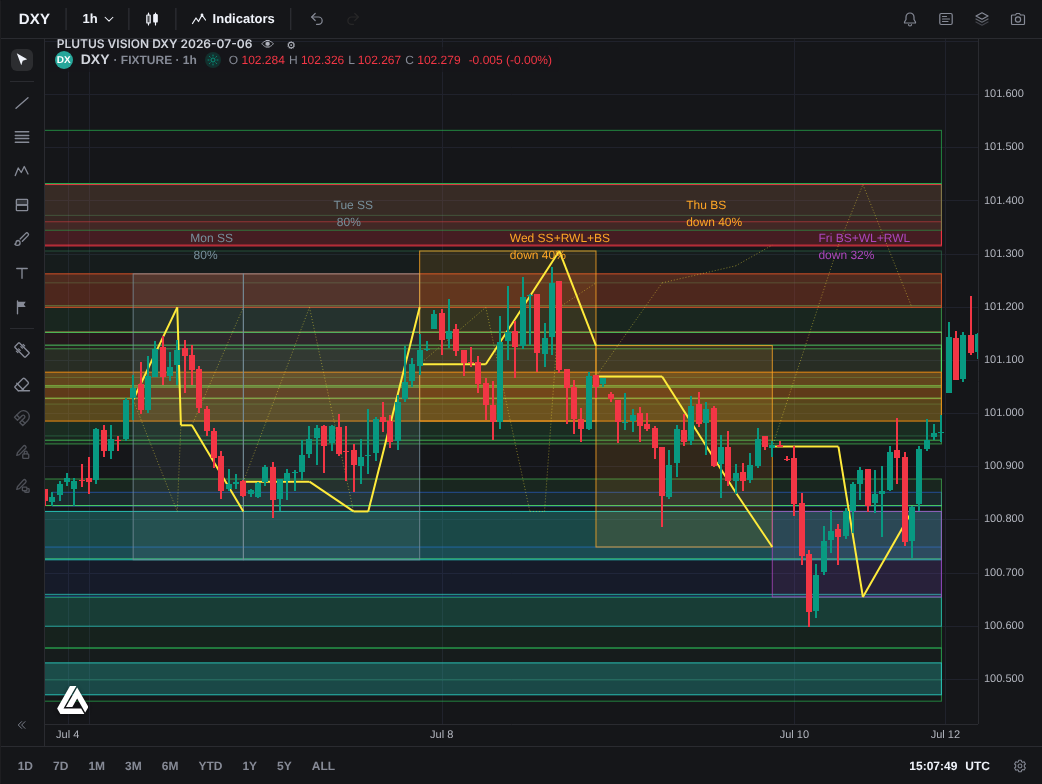 DXY
1h
Indicators
PLUTUS VISION DXY 2026-07-06
DX DXY · FIXTURE · 1h O 102.284 H 102.326 L 102.267 C 102.279 -0.005 (-0.00%)
101.600
101.500
101.400
101.300
101.200
101.100
101.000
100.900
100.800
100.700
100.600
100.500
Tue SS
80%
Thu BS
down 40%
Mon SS
80%
Wed SS+RWL+BS
down 40%
Fri BS+WL+RWL
down 32%
Jul 4
Jul 8
Jul 10
Jul 12
1D 7D 1M 3M 6M YTD 1Y 5Y ALL
15:07:49 UTC